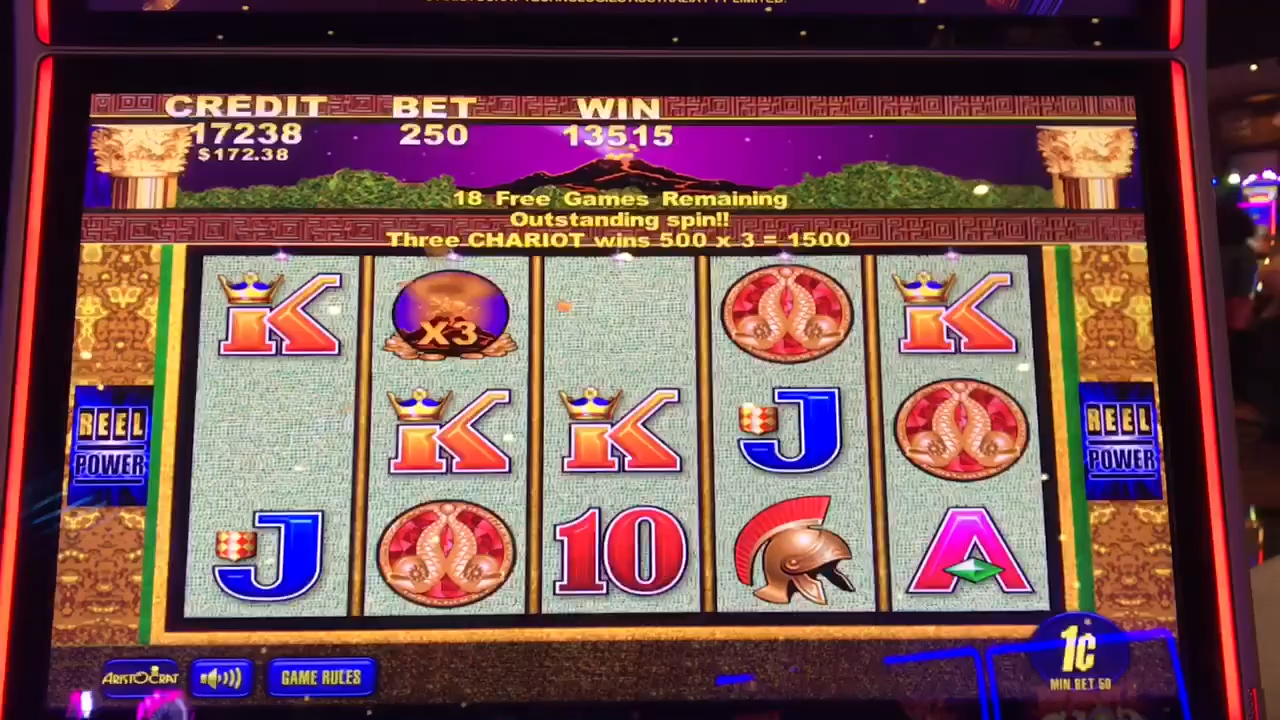 CREDIT BET WIN
17238 250 13515
$172.38
18 Free Games Remaining
Outstanding spin!!
Three CHARIOT wins 500 x 3 = 1500
K K
X3
REEL POWER
K K J
REEL POWER
J 10 A
ARISTOCRAT
GAME RULES
1¢
MIN.BET 50